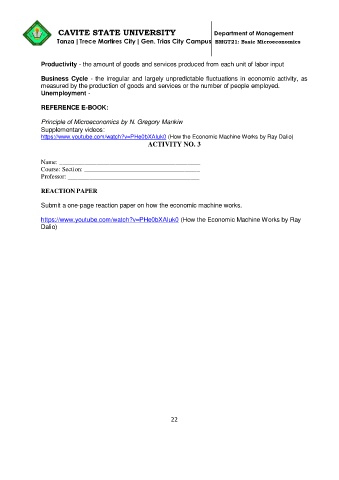 CAVITE STATE UNIVERSITY
Department of Management
Tanza | Trece Martires City | Gen. Trias City Campus
BMGT21: Basic Microeconomics
Productivity - the amount of goods and services produced from each unit of labor input
Business Cycle - the irregular and largely unpredictable fluctuations in economic activity, as
measured by the production of goods and services or the number of people employed.
Unemployment -
REFERENCE E-BOOK:
Principle of Microeconomics by N. Gregory Mankiw
Supplementary videos:
https://www.youtube.com/watch?v=PHe0bXAIuk0 (How the Economic Machine Works by Ray Dalio)
ACTIVITY NO. 3
Name: ____________________
Course: Section: ____________________
Professor: ____________________
REACTION PAPER
Submit a one-page reaction paper on how the economic machine works.
https://www.youtube.com/watch?v=PHe0bXAIuk0 (How the Economic Machine Works by Ray
Dalio)
22